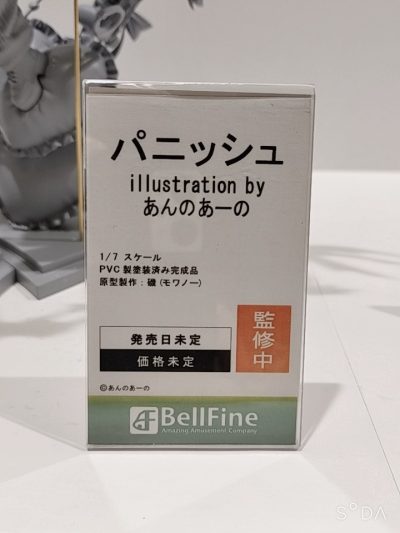 パニッシュ
illustration by
あんのあーの
1/7 スケール
PVC 製塗装済み完成品
原型製作：磯(モワノー)
発売日未定
価格未定
監修中
©あんのあーの
BellFine
Amazing Amusement Company
SODA